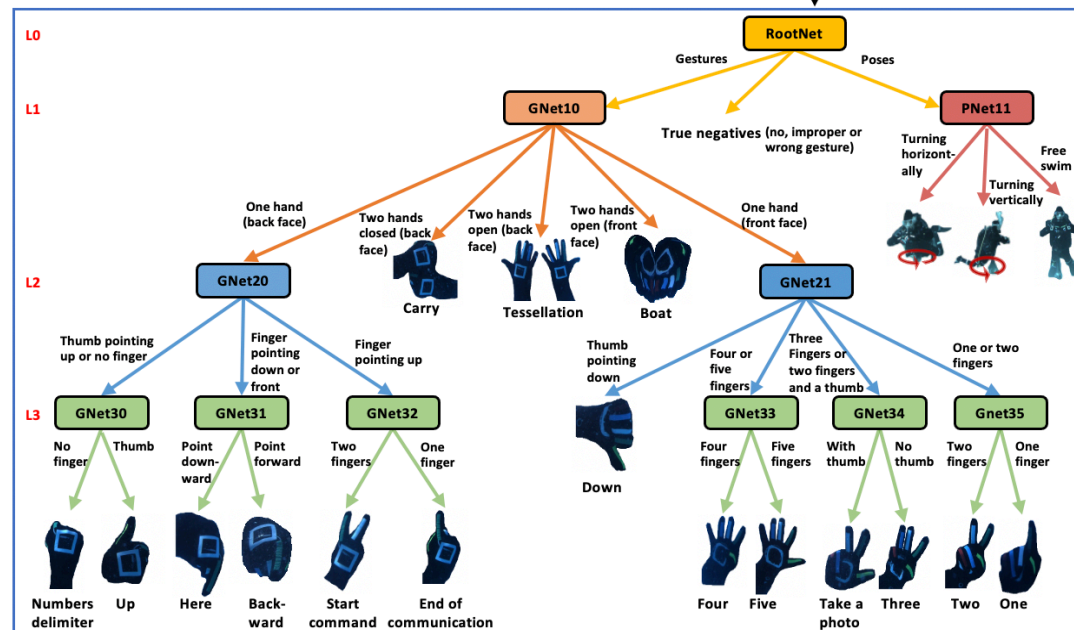 L0
RootNet
Gestures
Poses
L1
GNet10
True negatives (no, improper or
wrong gesture)
PNet11
Turning
horizont-
ally
Turning
vertically
Free
swim
One hand
(back face)
Two hands
closed (back
face)
Two hands
open (back
face)
Two hands
open (front
face)
One hand
(front face)
L2
GNet20
Carry
Tessellation
Boat
GNet21
Thumb pointing
up or no finger
Finger
pointing
down or
front
Finger
pointing up
Thumb
pointing
down
Four or
five
fingers
Three
Fingers or
two fingers
and a thumb
One or two
fingers
L3
GNet30
GNet31
GNet32
GNet33
GNet34
Gnet35
No
finger
Thumb
Point
down-
ward
Point
forward
Two
fingers
One
finger
Down
Four
fingers
Five
fingers
With
thumb
No
thumb
Two
fingers
One
finger
Numbers
delimiter
Up
Here
Back-
ward
Start
command
End of
communication
Four
Five
Take a
photo
Three
Two
One